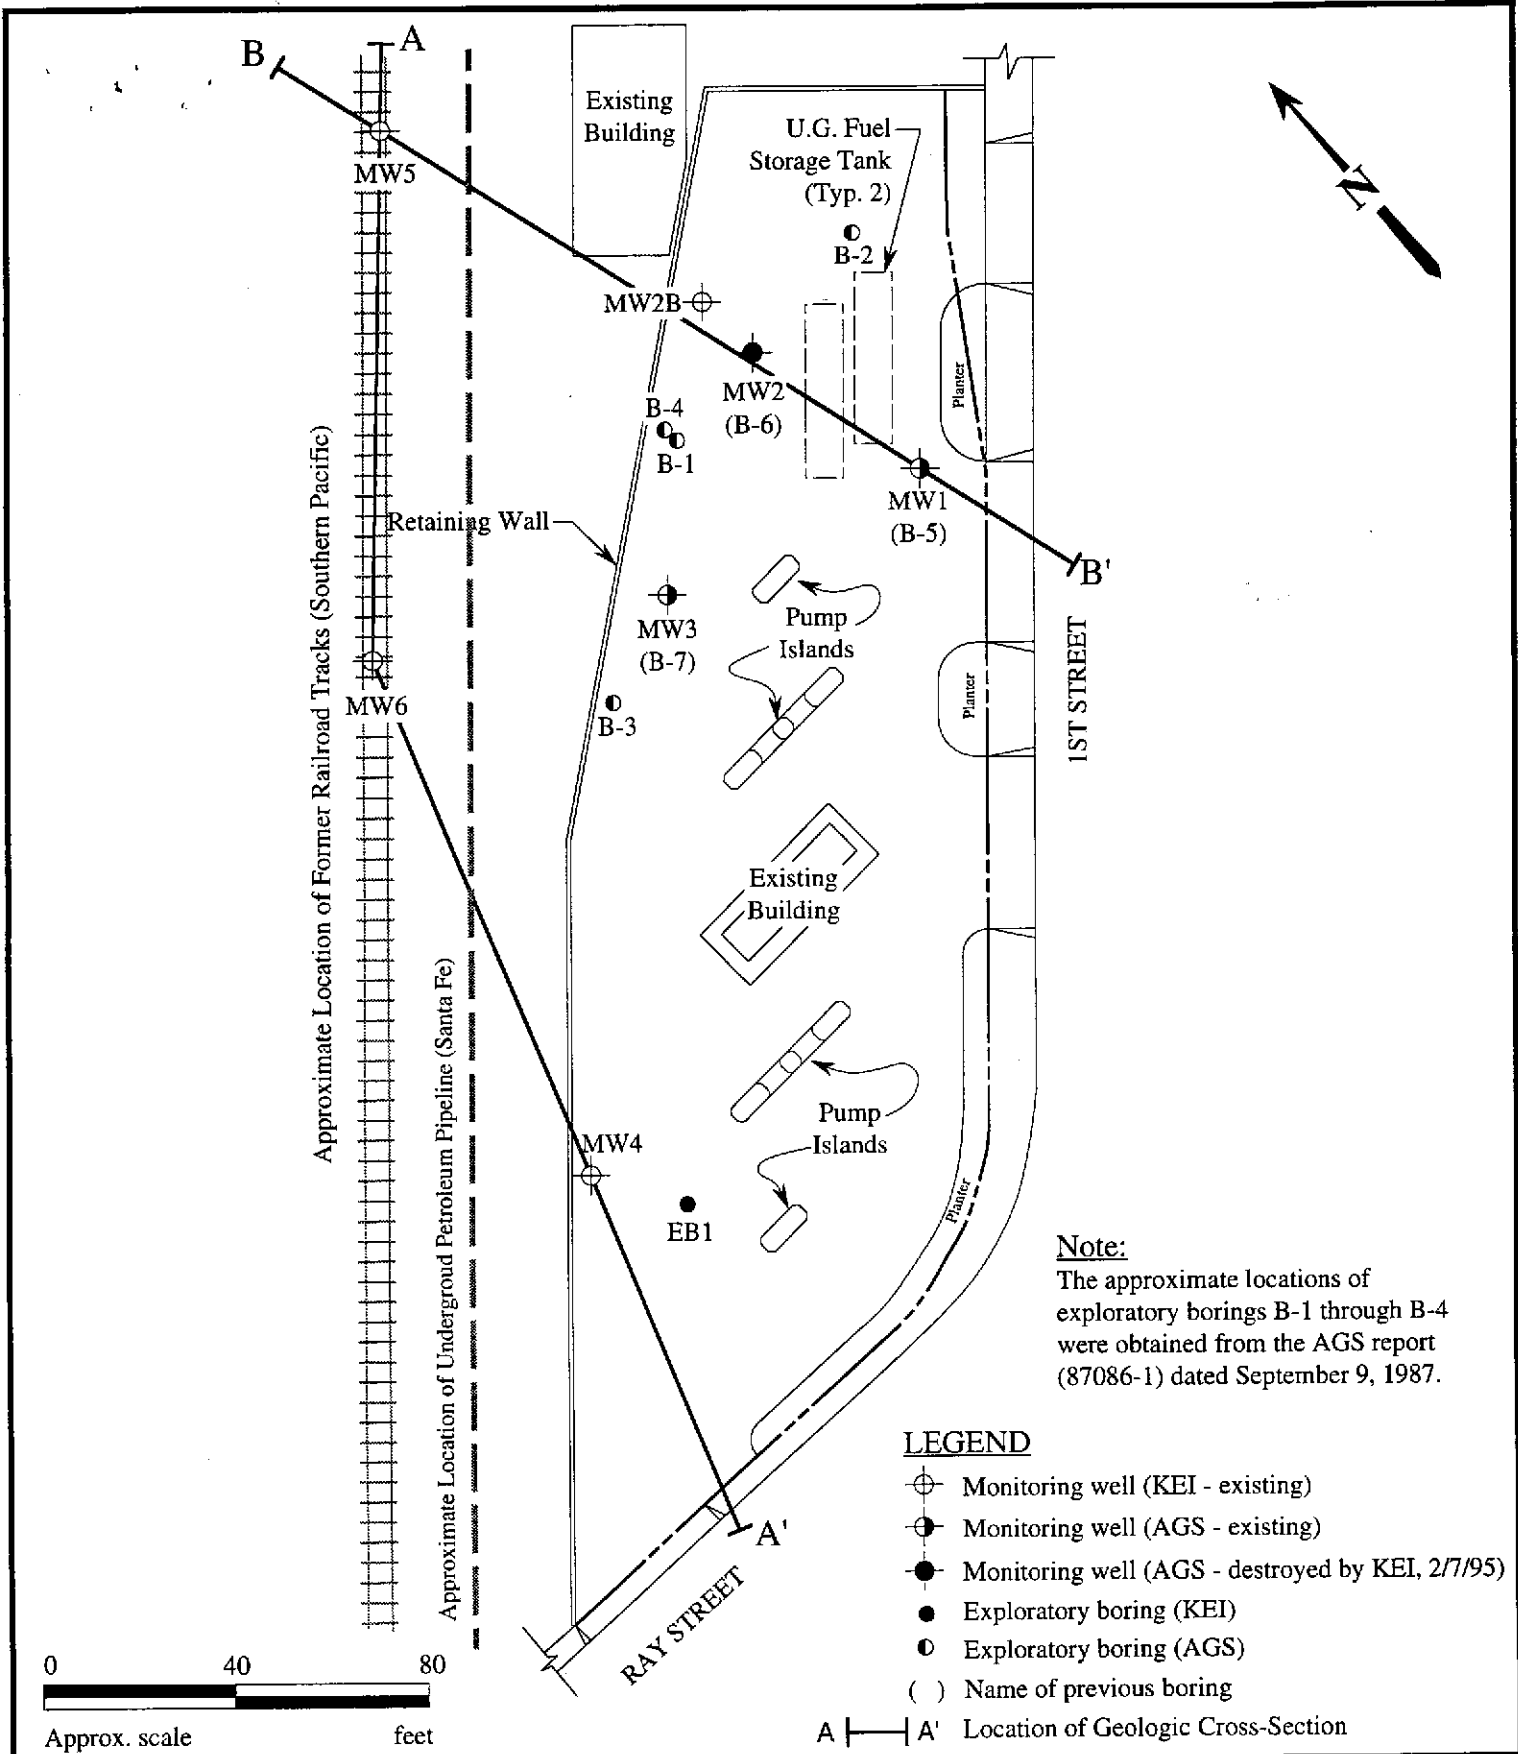 B
A
Existing
Building
U.G. Fuel
Storage Tank
(Typ. 2)
N
MW5
B-2
MW2B
Planter
MW2
(B-6)
B-4
B-1
MW1
(B-5)
Retaining Wall
B'
Approximate Location of Former Railroad Tracks (Southern Pacific)
MW3
(B-7)
Pump
Islands
1ST STREET
Planter
MW6
B-3
Existing
Building
Approximate Location of Undergroud Petroleum Pipeline (Santa Fe)
Pump
Islands
MW4
EB1
Planter
A'
RAY STREET
Note:
The approximate locations of
exploratory borings B-1 through B-4
were obtained from the AGS report
(87086-1) dated September 9, 1987.
LEGEND
Monitoring well (KEI - existing)
Monitoring well (AGS - existing)
Monitoring well (AGS - destroyed by KEI, 2/7/95)
Exploratory boring (KEI)
Exploratory boring (AGS)
( ) Name of previous boring
A A' Location of Geologic Cross-Section
0 40 80
Approx. scale feet